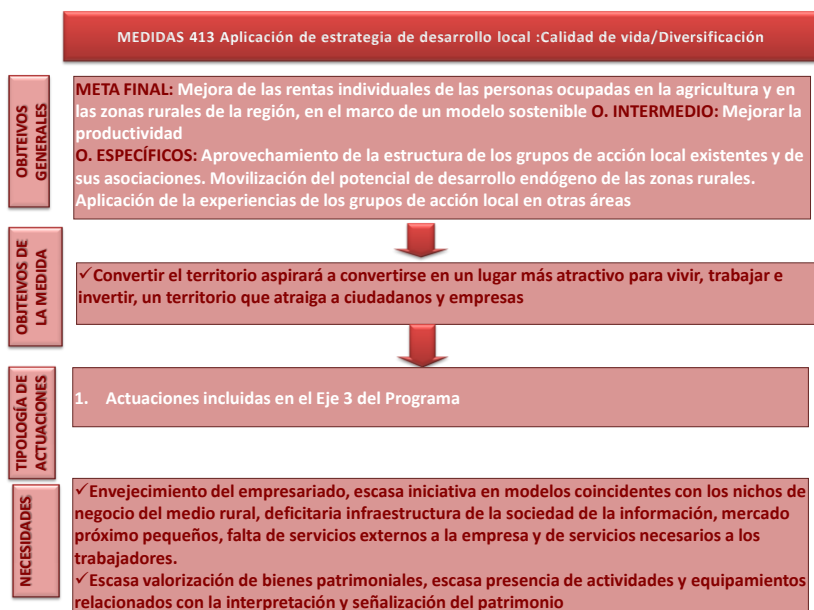 MEDIDAS 413 Aplicación de estrategia de desarrollo local :Calidad de vida/Diversificación
OBJTEIVOS
GENERALES
META FINAL: Mejora de las rentas individuales de las personas ocupadas en la agricultura y en
las zonas rurales de la región, en el marco de un modelo sostenible O. INTERMEDIO: Mejorar la
productividad
O. ESPECÍFICOS: Aprovechamiento de la estructura de los grupos de acción local existentes y de
sus asociaciones. Movilización del potencial de desarrollo endógeno de las zonas rurales.
Aplicación de la experiencias de los grupos de acción local en otras áreas
OBJTEIVOS DE
LA MEDIDA
✓Convertir el territorio aspirará a convertirse en un lugar más atractivo para vivir, trabajar e
invertir, un territorio que atraiga a ciudadanos y empresas
TIPOLOGÍA DE
ACTUACIONES
1. Actuaciones incluidas en el Eje 3 del Programa
NECESIDADES
✓Envejecimiento del empresariado, escasa iniciativa en modelos coincidentes con los nichos de
negocio del medio rural, deficitaria infraestructura de la sociedad de la información, mercado
próximo pequeños, falta de servicios externos a la empresa y de servicios necesarios a los
trabajadores.
✓Escasa valorización de bienes patrimoniales, escasa presencia de actividades y equipamientos
relacionados con la interpretación y señalización del patrimonio